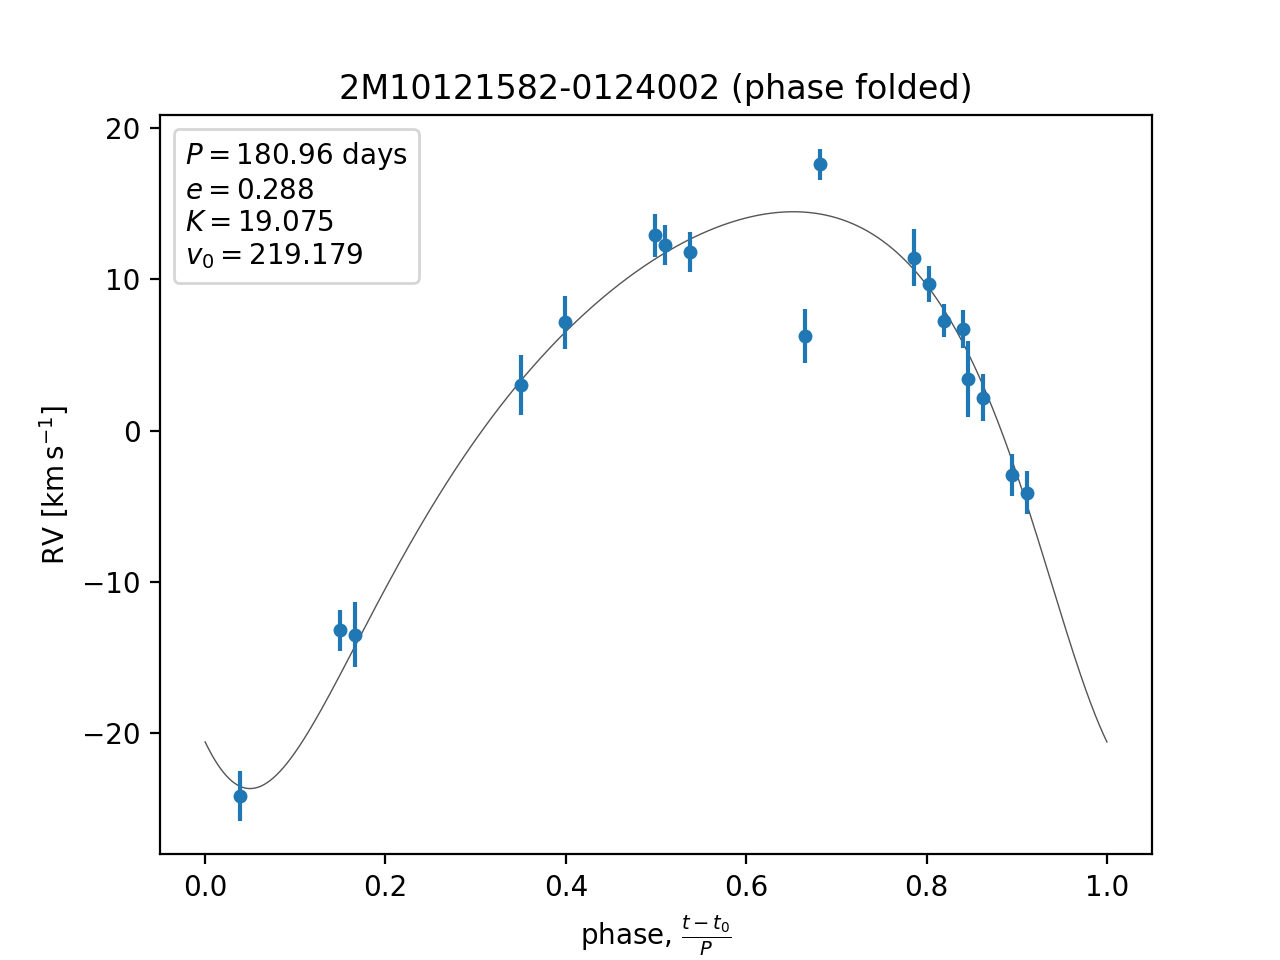 2M10121582-0124002 (phase folded)
P = 180.96 days
e = 0.288
K = 19.075
v₀ = 219.179
20
10
0
−10
−20
RV [km s⁻¹]
0.0 0.2 0.4 0.6 0.8 1.0
phase, (t − t₀)/P